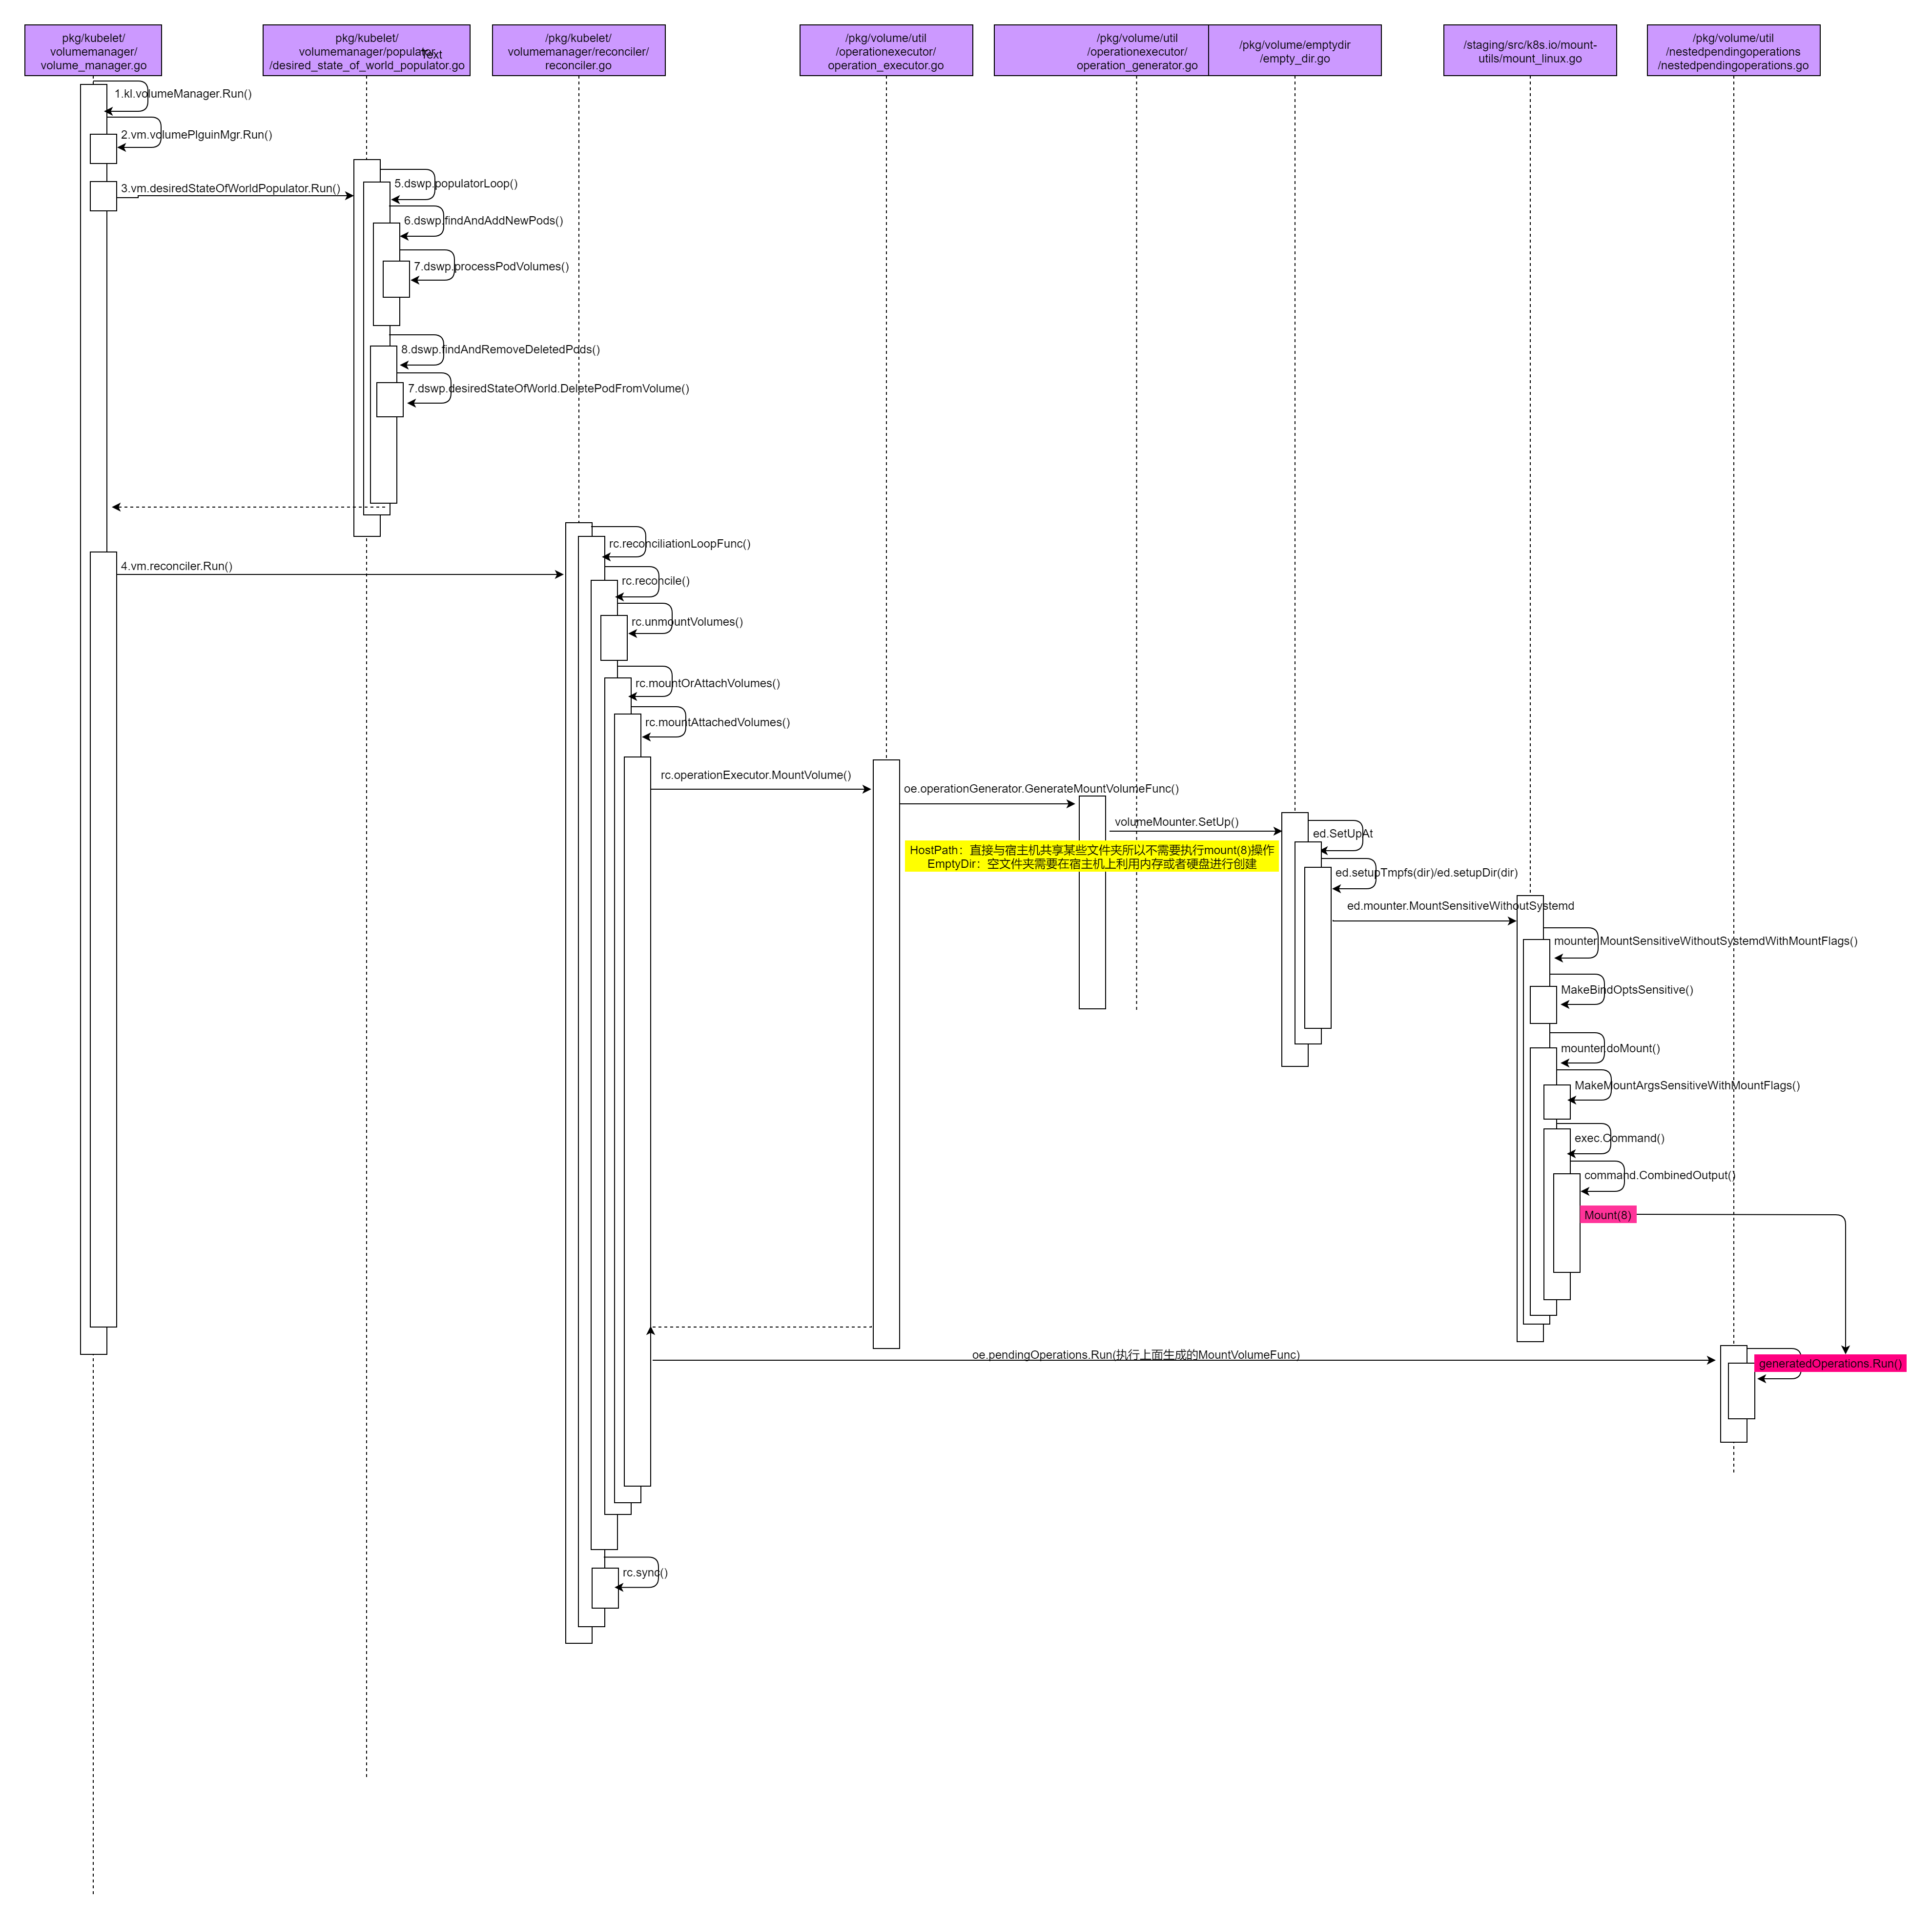 pkg/kubelet/
volumemanager/
volume_manager.go
pkg/kubelet/
volumemanager/populator
/desired_state_of_world_populator.go
Text
/pkg/kubelet/
volumemanager/reconciler/
reconciler.go
/pkg/volume/util
/operationexecutor/
operation_executor.go
/pkg/volume/util
/operationexecutor/
operation_generator.go
/pkg/volume/emptydir
/empty_dir.go
/staging/src/k8s.io/mount-
utils/mount_linux.go
/pkg/volume/util
/nestedpendingoperations
/nestedpendingoperations.go
1.kl.volumeManager.Run()
2.vm.volumePlguinMgr.Run()
3.vm.desiredStateOfWorldPopulator.Run()
5.dswp.populatorLoop()
6.dswp.findAndAddNewPods()
7.dswp.processPodVolumes()
8.dswp.findAndRemoveDeletedPods()
7.dswp.desiredStateOfWorld.DeletePodFromVolume()
4.vm.reconciler.Run()
rc.reconciliationLoopFunc()
rc.reconcile()
rc.unmountVolumes()
rc.mountOrAttachVolumes()
rc.mountAttachedVolumes()
rc.operationExecutor.MountVolume()
oe.operationGenerator.GenerateMountVolumeFunc()
volumeMounter.SetUp()
HostPath：直接与宿主机共享某些文件夹所以不需要执行mount(8)操作
EmptyDir：空文件夹需要在宿主机上利用内存或者硬盘进行创建
ed.SetUpAt
ed.setupTmpfs(dir)/ed.setupDir(dir)
ed.mounter.MountSensitiveWithoutSystemd
mounter.MountSensitiveWithoutSystemdWithMountFlags()
MakeBindOptsSensitive()
mounter.doMount()
MakeMountArgsSensitiveWithMountFlags()
exec.Command()
command.CombinedOutput()
Mount(8)
oe.pendingOperations.Run(执行上面生成的MountVolumeFunc)
generatedOperations.Run()
rc.sync()